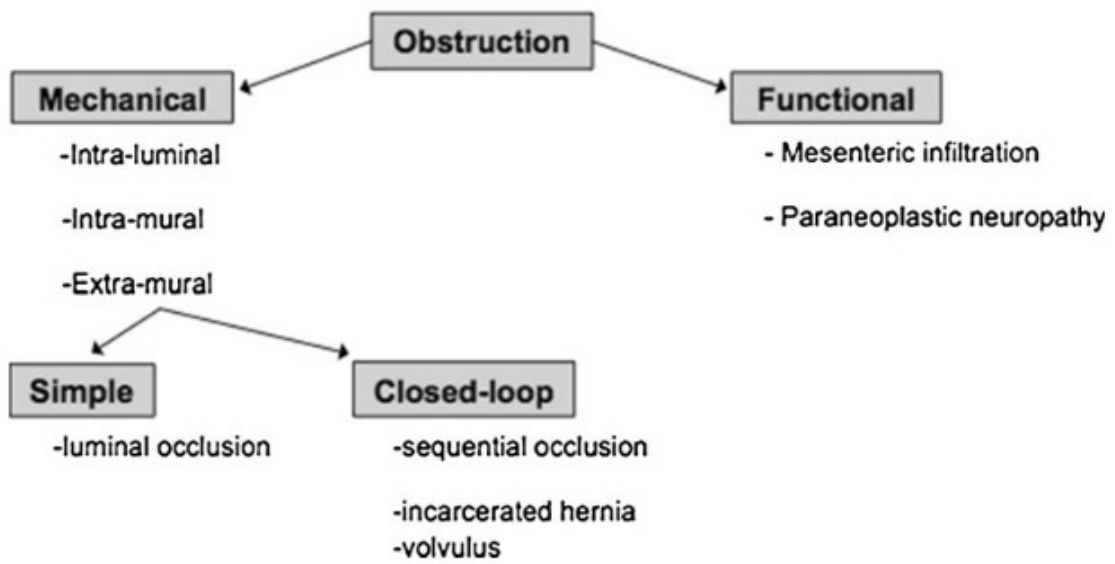 Obstruction
Mechanical
-Intra-luminal
-Intra-mural
-Extra-mural
Functional
- Mesenteric infiltration
- Paraneoplastic neuropathy
Simple
-luminal occlusion
Closed-loop
-sequential occlusion
-incarcerated hernia
-volvulus